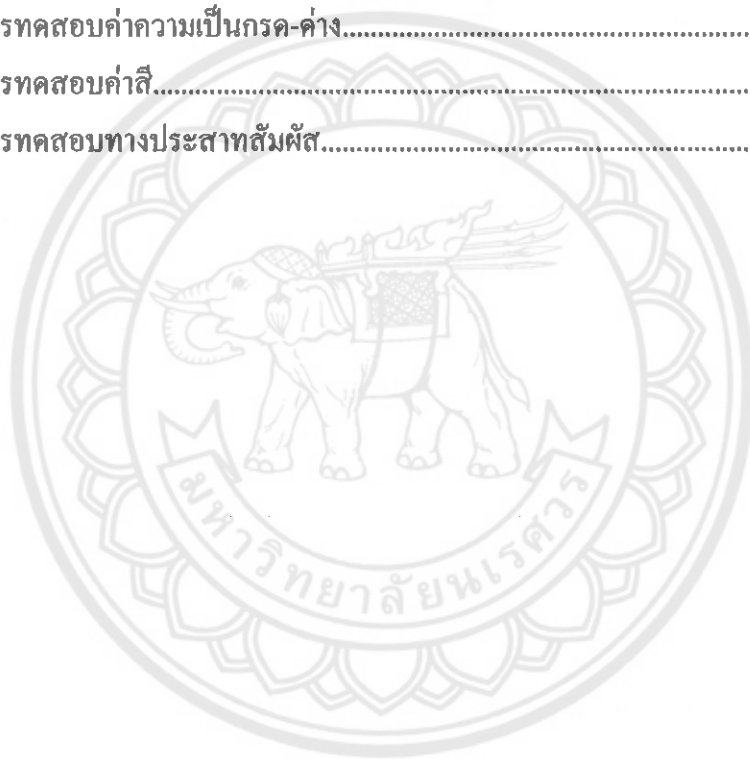 รทดสอบค่าความเป็นกรด-ด่าง
รทดสอบค่าสี
รทดสอบทางประสาทสัมผัส
มหาวิทยาลัยนเรศวร